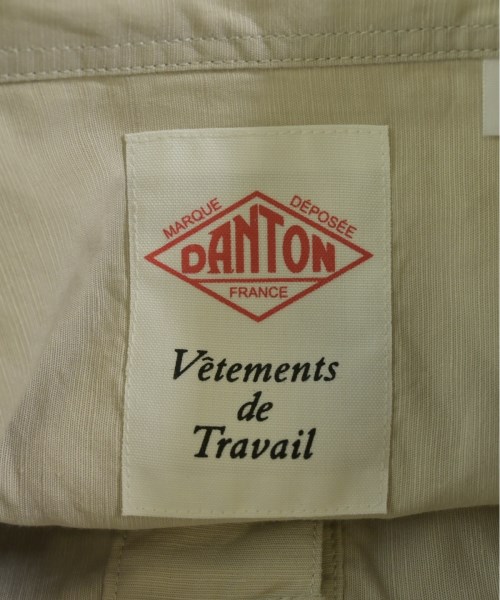 MARQUE DÉPOSÉE
DANTON
FRANCE
Vêtements
de
Travail